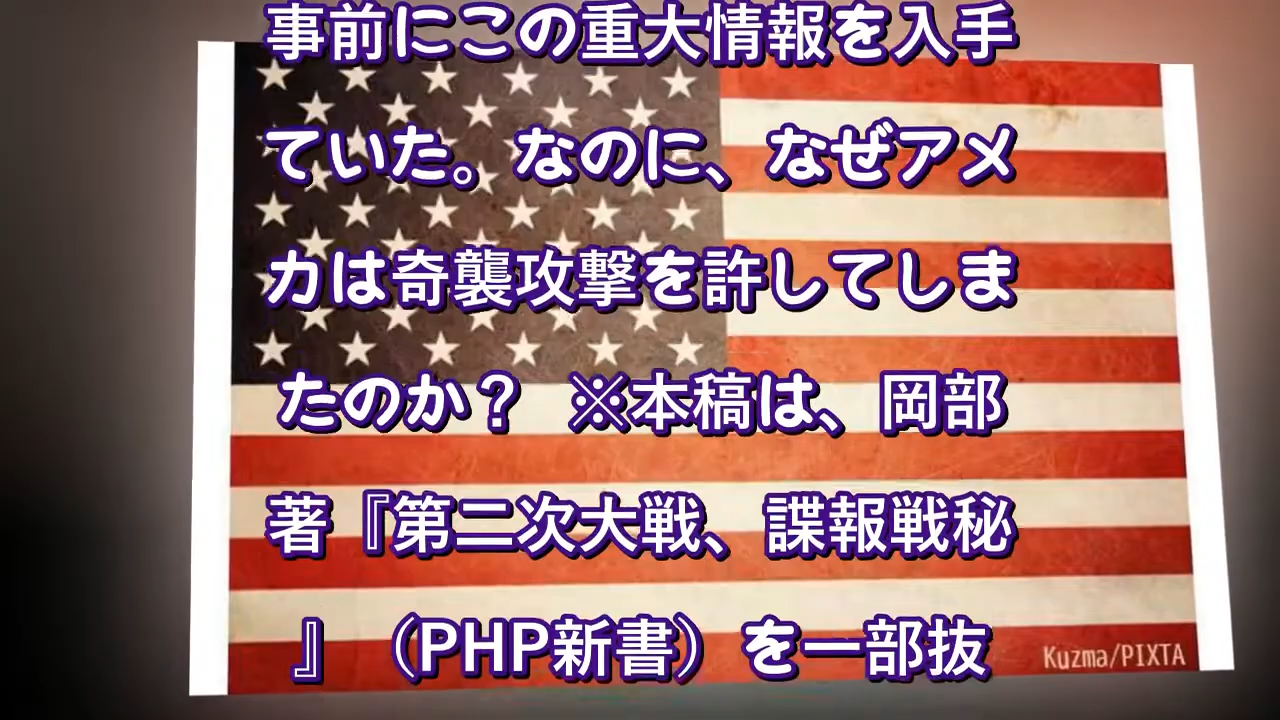 事前にこの重大情報を入手
ていた。なのに、なぜアメ
カは奇襲攻撃を許してしま
たのか？ ※本稿は、岡部
著『第二次大戦、諜報戦秘
』（PHP新書）を一部抜
Kuzma/PIXTA